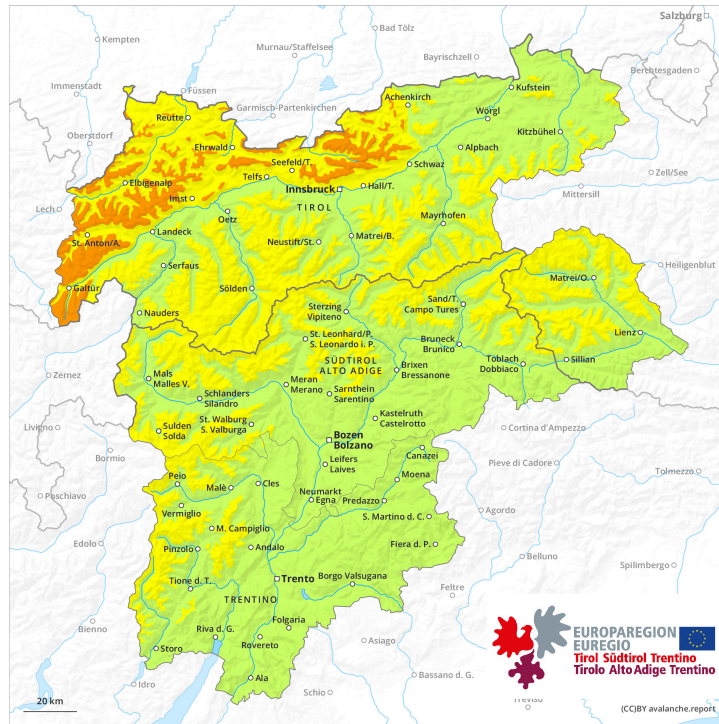 Salzburg
Bad Tölz
Kempten
Murnau/Staffelsee
Bayrischzell
Berchtesgaden
Immenstadt
Füssen
Garmisch-Partenkirchen
Achenkirch
Kufstein
Reutte
Wörgl
Oberstdorf
Ehrwald
Kitzbühel
Seefeld/T.
Alpbach
Telfs
Schwaz
Zell/See
Elbigenalp
Innsbruck
Hall/T.
Imst
Mittersill
Lech
TIROL
Oetz
Mayrhofen
St. Anton/A.
Landeck
Neustift/St.
Matrei/B.
Heiligenblut
Serfaus
Matrei/O.
Galtür
Sölden
Sand/T.
Campo Tures
Nauders
Sterzing
Vipiteno
Lienz
St. Leonhard/P.
S. Leonardo i. P.
Bruneck
Brunico
Toblach
Dobbiaco
Sillian
SÜDTIROL
ALTO ADIGE
Zernez
Mals
Malles V.
Brixen
Bressanone
Meran
Merano
Schlanders
Silandro
Sarnthein
Sarentino
Livigno
St. Walburg
S. Valburga
Kastelruth
Castelrotto
Sulden
Solda
Cortina d'Ampezzo
Bozen
Bolzano
Bormio
Canazei
Leifers
Laives
Pieve di Cadore
Tolmezzo
Moena
Peio
Malè
Cles
Poschiavo
Neumarkt
Egna
Predazzo
Vermiglio
Agordo
S. Martino d. C.
M. Campiglio
Edolo
Pinzolo
Andalo
Fiera d. P.
Belluno
Spilimbergo
Trento
Tione d. T.
Borgo Valsugana
Feltre
TRENTINO
Bienno
Riva d. G.
Folgaria
Storo
Rovereto
Asiago
Ala
Bassano d. G.
Idro
Schio
EUROPAREGION
EUREGIO
Tirol Südtirol Trentino
Tirolo Alto Adige Trentino
Treviso
20 km
(CC)BY avalanche.report